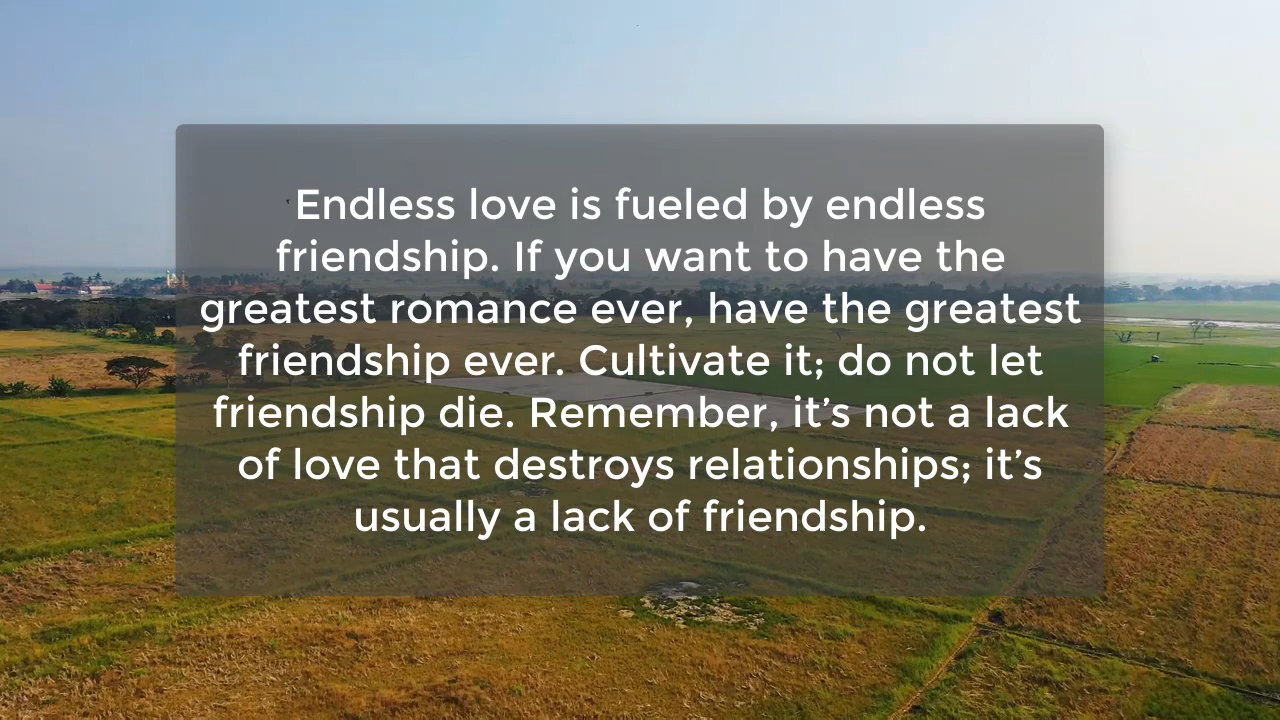 Endless love is fueled by endless
friendship. If you want to have the
greatest romance ever, have the greatest
friendship ever. Cultivate it; do not let
friendship die. Remember, it’s not a lack
of love that destroys relationships; it’s
usually a lack of friendship.